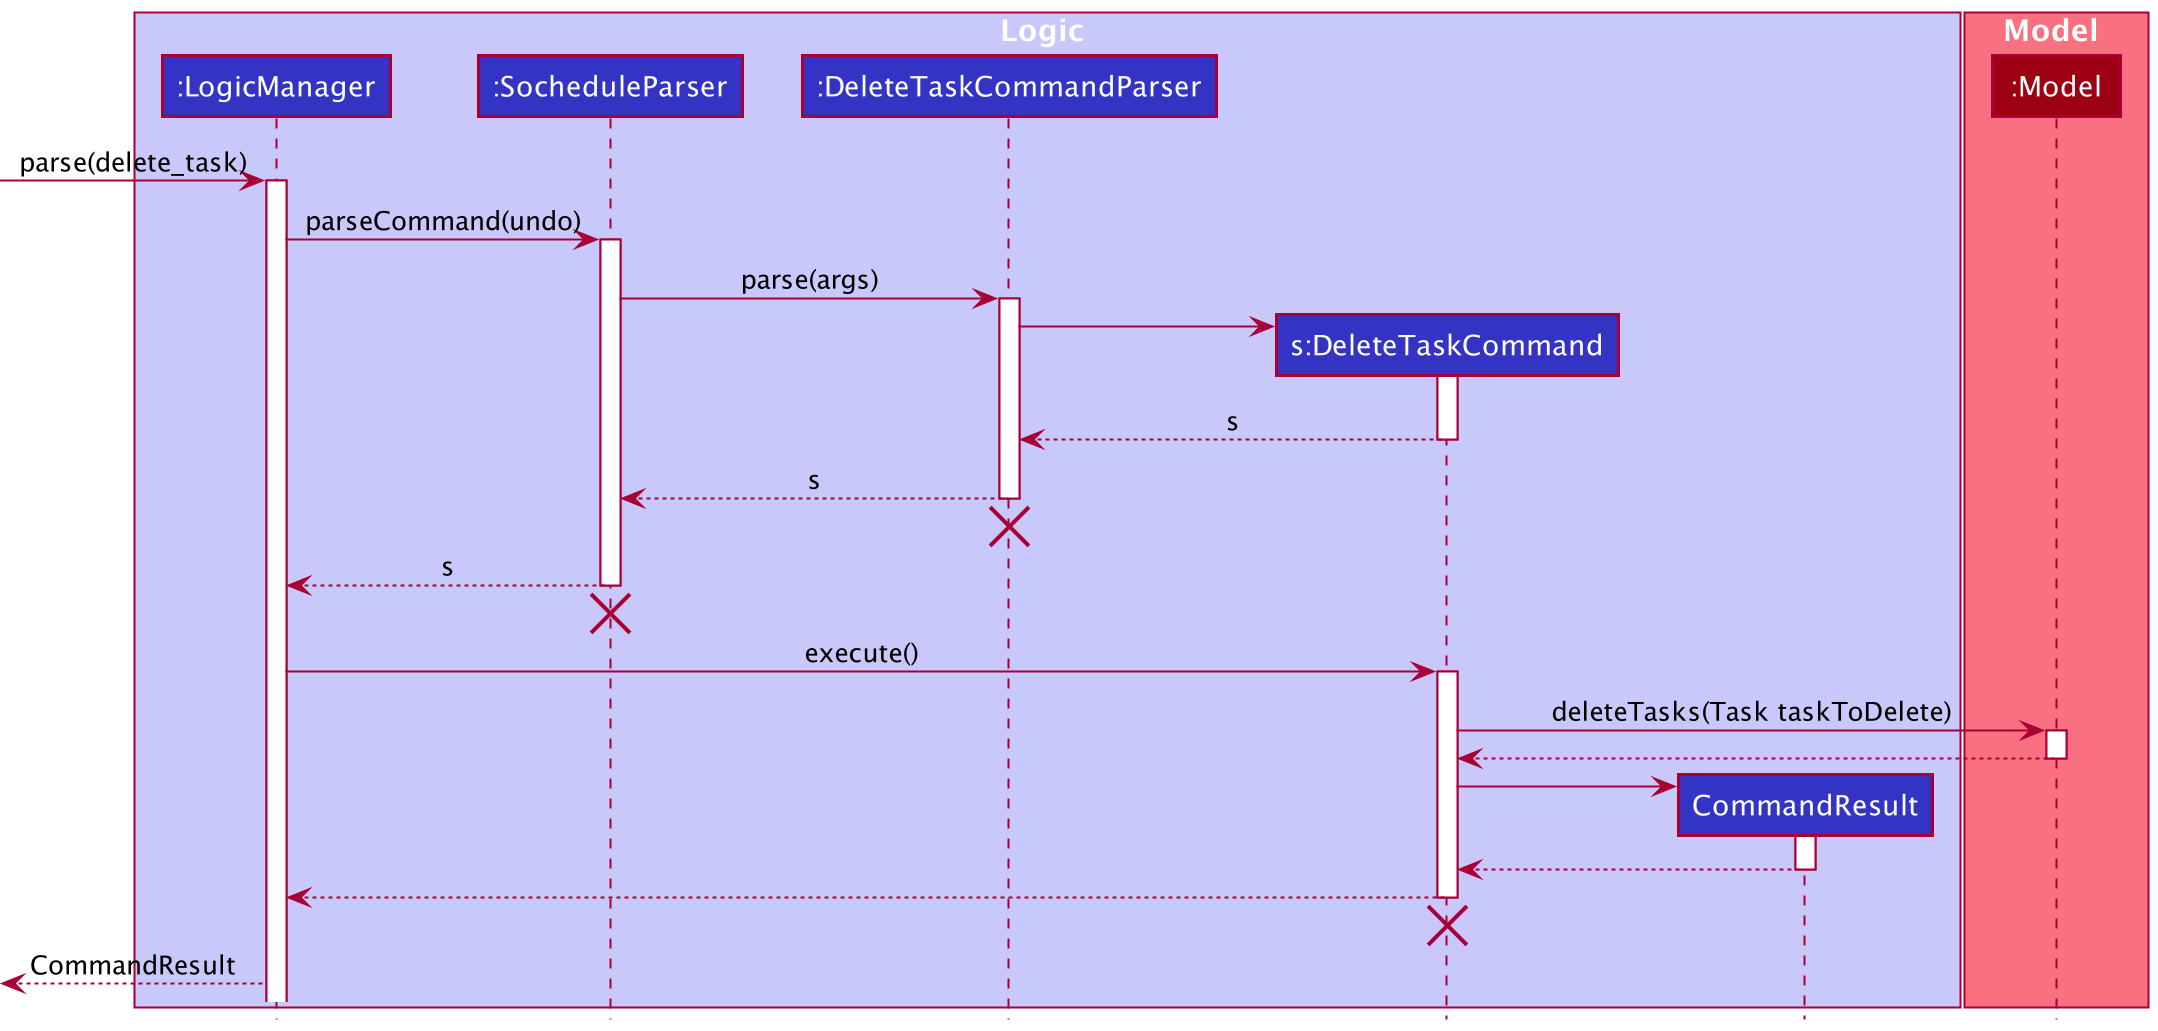 Logic
Model
:LogicManager
:SocheduleParser
:DeleteTaskCommandParser
:Model
parse(delete_task)
parseCommand(undo)
parse(args)
s:DeleteTaskCommand
s
s
s
execute()
deleteTasks(Task taskToDelete)
CommandResult
CommandResult